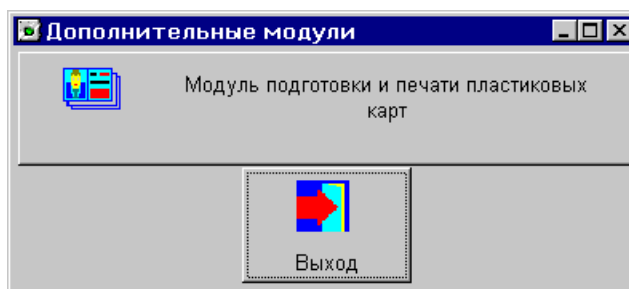 Дополнительные модули
Модуль подготовки и печати пластиковых
карт
Выход